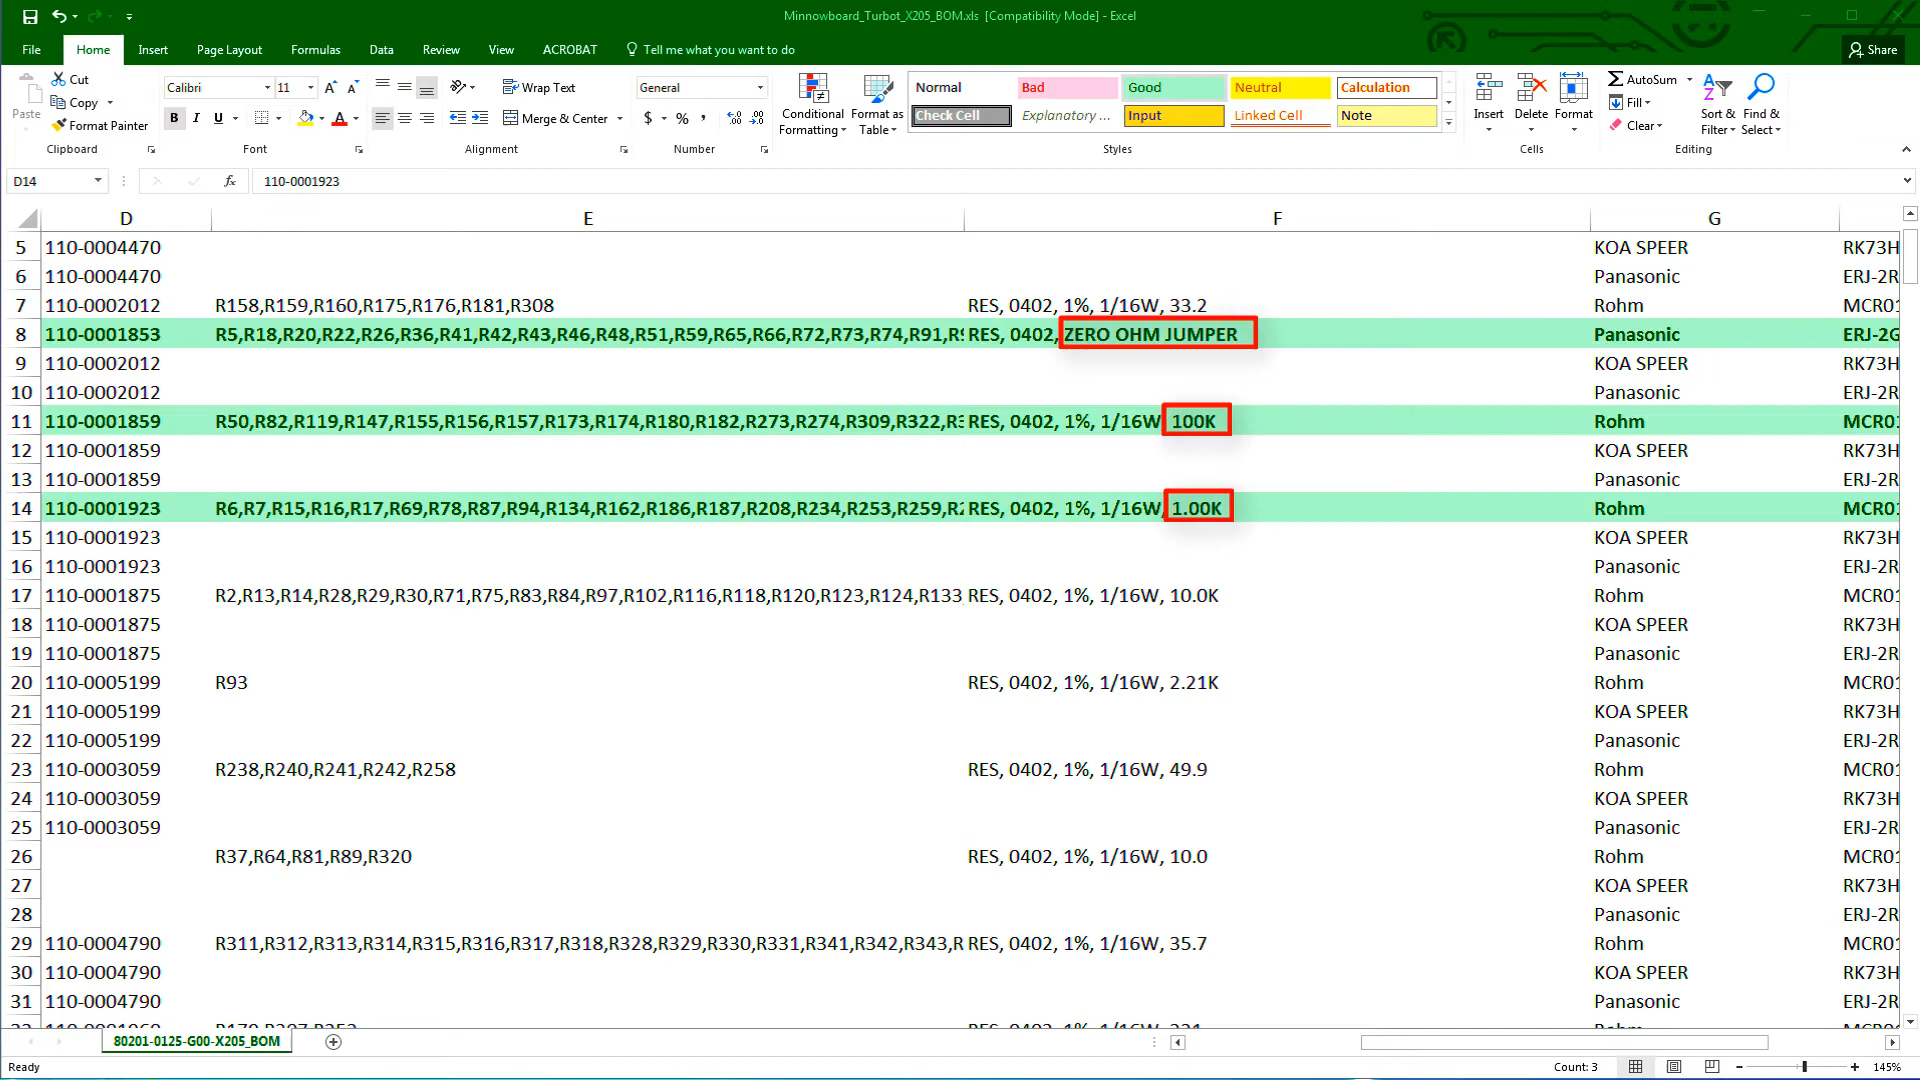 Minnowboard_Turbot_X205_BOM.xls [Compatibility Mode] - Excel
File Home Insert Page Layout Formulas Data Review View ACROBAT Tell me what you want to do Share
Cut
Copy
Format Painter
Paste
Clipboard
Calibri 11
B I U
Font
Wrap Text
Merge & Center
Alignment
General
$ % ,
Number
Conditional Formatting
Format as Table
Normal Bad Good Neutral Calculation
Check Cell Explanatory ... Input Linked Cell Note
Styles
Insert Delete Format
Cells
AutoSum
Fill
Clear
Sort & Filter
Find & Select
Editing
D14 fx 110-0001923
D E F G
5 110-0004470 KOA SPEER RK73H
6 110-0004470 Panasonic ERJ-2R
7 110-0002012 R158,R159,R160,R175,R176,R181,R308 RES, 0402, 1%, 1/16W, 33.2 Rohm MCR01
8 110-0001853 R5,R18,R20,R22,R26,R36,R41,R42,R43,R46,R48,R51,R59,R65,R66,R72,R73,R74,R91,R9 RES, 0402, ZERO OHM JUMPER Panasonic ERJ-2G
9 110-0002012 KOA SPEER RK73H
10 110-0002012 Panasonic ERJ-2R
11 110-0001859 R50,R82,R119,R147,R155,R156,R157,R173,R174,R180,R182,R273,R274,R309,R322,R3 RES, 0402, 1%, 1/16W, 100K Rohm MCR01
12 110-0001859 KOA SPEER RK73H
13 110-0001859 Panasonic ERJ-2R
14 110-0001923 R6,R7,R15,R16,R17,R69,R78,R87,R94,R134,R162,R186,R187,R208,R234,R253,R259,R2 RES, 0402, 1%, 1/16W, 1.00K Rohm MCR01
15 110-0001923 KOA SPEER RK73H
16 110-0001923 Panasonic ERJ-2R
17 110-0001875 R2,R13,R14,R28,R29,R30,R71,R75,R83,R84,R97,R102,R116,R118,R120,R123,R124,R133, RES, 0402, 1%, 1/16W, 10.0K Rohm MCR01
18 110-0001875 KOA SPEER RK73H
19 110-0001875 Panasonic ERJ-2R
20 110-0005199 R93 RES, 0402, 1%, 1/16W, 2.21K Rohm MCR01
21 110-0005199 KOA SPEER RK73H
22 110-0005199 Panasonic ERJ-2R
23 110-0003059 R238,R240,R241,R242,R258 RES, 0402, 1%, 1/16W, 49.9 Rohm MCR01
24 110-0003059 KOA SPEER RK73H
25 110-0003059 Panasonic ERJ-2R
26 R37,R64,R81,R89,R320 RES, 0402, 1%, 1/16W, 10.0 Rohm MCR01
27 KOA SPEER RK73H
28 Panasonic ERJ-2R
29 110-0004790 R311,R312,R313,R314,R315,R316,R317,R318,R328,R329,R330,R331,R341,R342,R343,R RES, 0402, 1%, 1/16W, 35.7 Rohm MCR01
30 110-0004790 KOA SPEER RK73H
31 110-0004790 Panasonic ERJ-2R
80201-0125-G00-X205_BOM
Ready Count: 3 145%